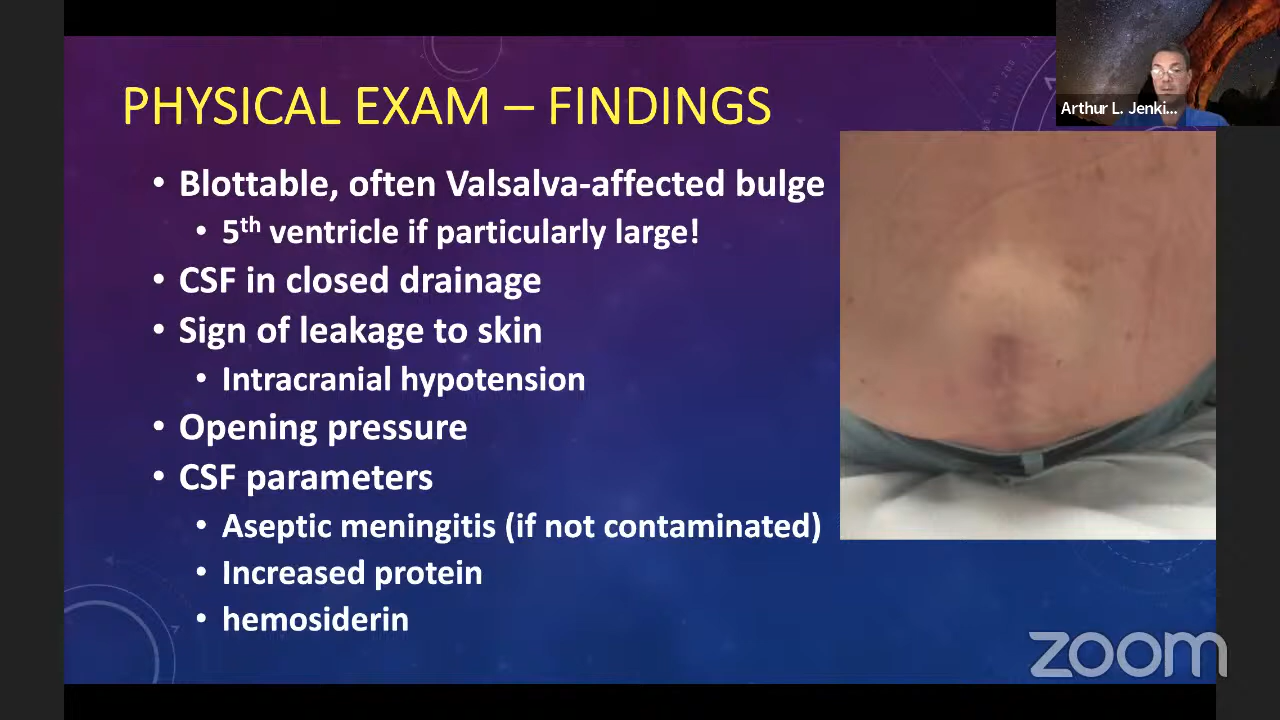 Arthur L. Jenki...
PHYSICAL EXAM – FINDINGS
• Blottable, often Valsalva-affected bulge
• 5th ventricle if particularly large!
• CSF in closed drainage
• Sign of leakage to skin
• Intracranial hypotension
• Opening pressure
• CSF parameters
• Aseptic meningitis (if not contaminated)
• Increased protein
• hemosiderin
zoom